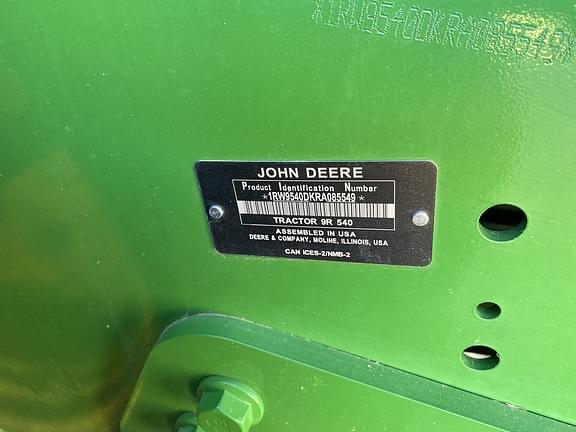 *1RW9540DKRA085549*
JOHN DEERE
Product Identification Number
*1RW9540DKRA085549*
TRACTOR 9R 540
ASSEMBLED IN USA
DEERE & COMPANY, MOLINE, ILLINOIS, USA
CAN ICES-2/NMB-2